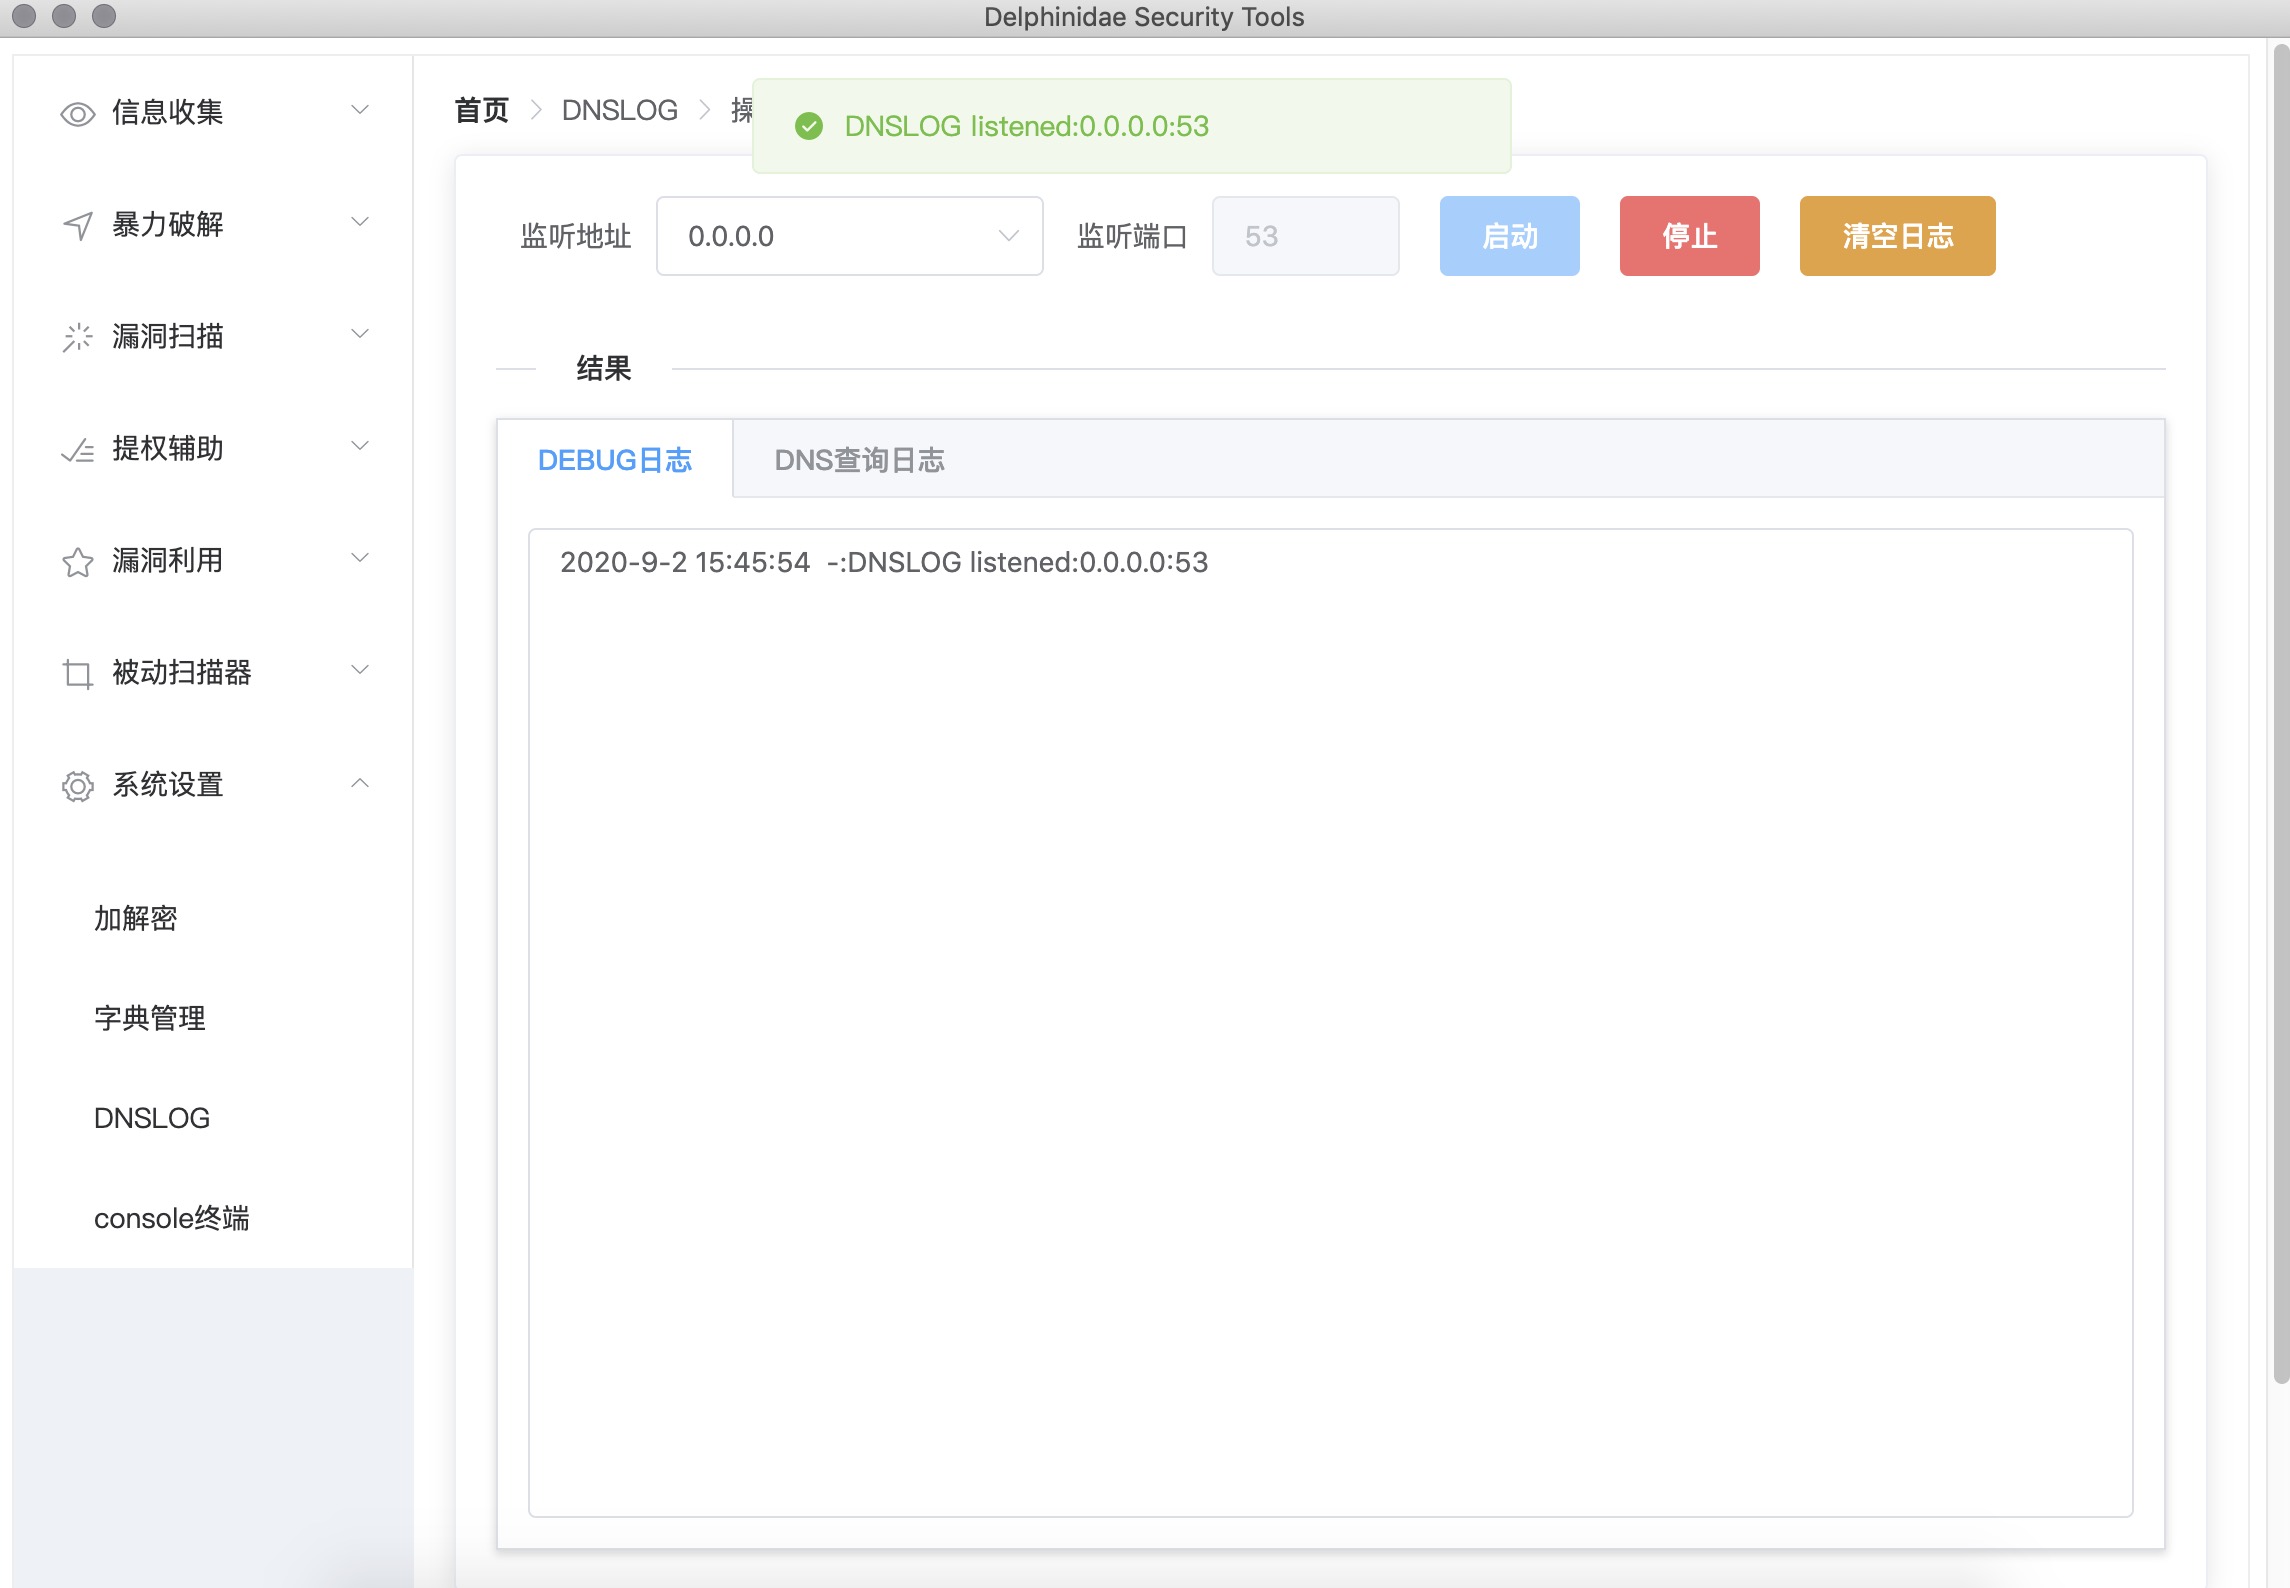 Delphinidae Security Tools
信息收集
暴力破解
漏洞扫描
提权辅助
漏洞利用
被动扫描器
系统设置
加解密
字典管理
DNSLOG
console终端
首页 > DNSLOG > 操
DNSLOG listened:0.0.0.0:53
监听地址 0.0.0.0 监听端口 53 启动 停止 清空日志
结果
DEBUG日志 DNS查询日志
2020-9-2 15:45:54 -:DNSLOG listened:0.0.0.0:53